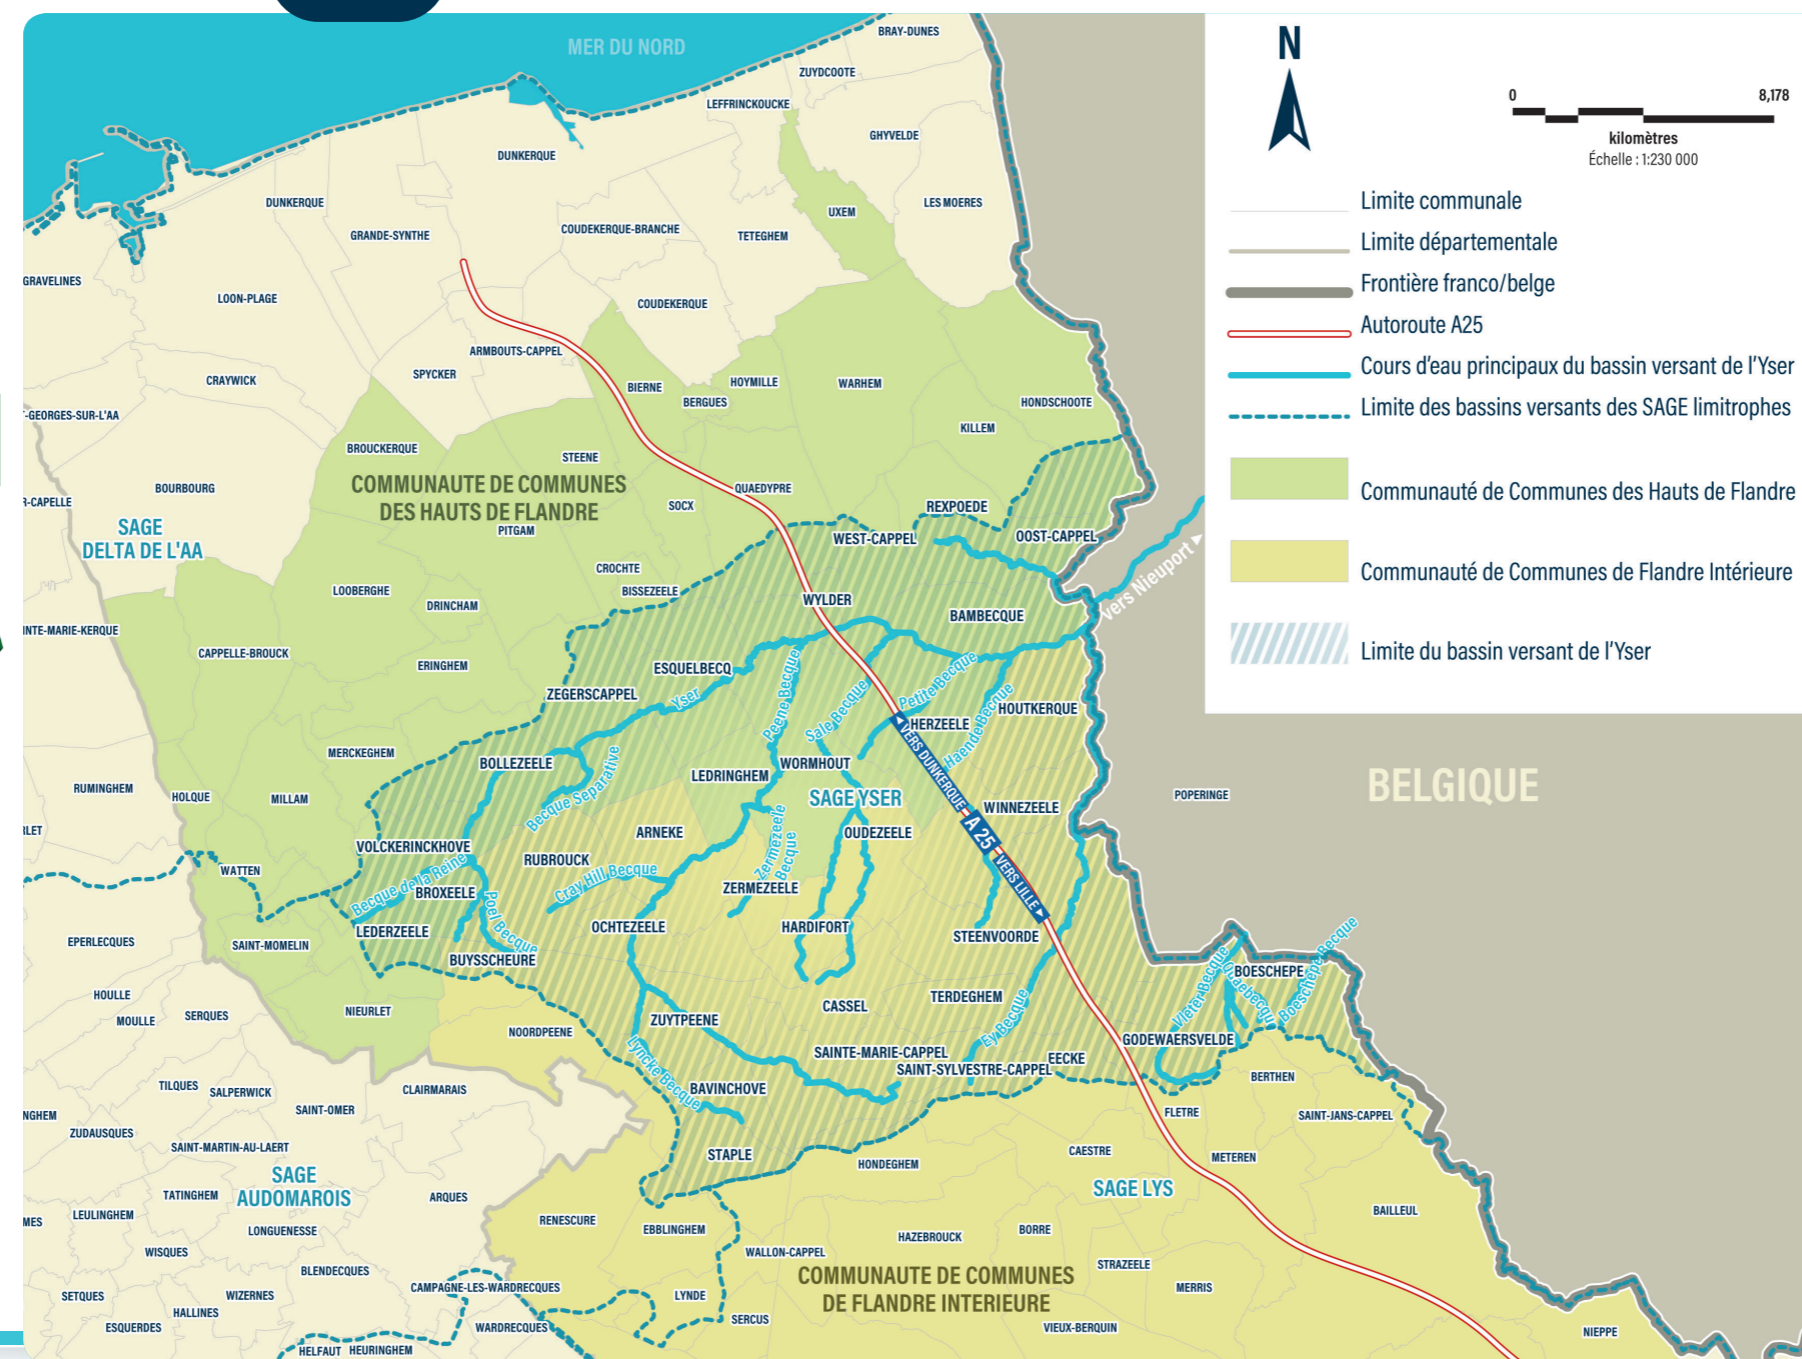 MER DU NORD
BRAY-DUNES
ZUYDCOOTE
LEFFRINCKOUCKE
GHYVELDE
DUNKERQUE
DUNKERQUE
UXEM
LES MOERES
GRANDE-SYNTHE
COUDEKERQUE-BRANCHE
TETEGHEM
GRAVELINES
LOON-PLAGE
COUDEKERQUE
ARMBOUTS-CAPPEL
SPYCKER
CRAYWICK
BIERNE
HOYMILLE
WARHEM
BERGUES
HONDSCHOOTE
T-GEORGES-SUR-L'AA
KILLEM
BROUCKERQUE
STEENE
COMMUNAUTE DE COMMUNES
DES HAUTS DE FLANDRE
BOURBOURG
QUAEDYPRE
R-CAPELLE
SOCX
REXPOEDE
SAGE
DELTA DE L'AA
PITGAM
WEST-CAPPEL
OOST-CAPPEL
vers Nieuport
CROCHTE
LOOBERGHE
BISSEZEELE
DRINCHAM
WYLDER
BAMBECQUE
INTE-MARIE-KERQUE
CAPPELLE-BROUCK
ERINGHEM
ESQUELBECQ
ZEGERSCAPPEL
Yser
Peene Becque
Sale Becque
Petite Becque
Haende Becque
HOUTKERQUE
HERZEELE
MERCKEGHEM
BOLLEZEELE
WORMHOUT
LEDRINGHEM
VERS DUNKERQUE
A 25
VERS LILLE
Becque Separative
RUMINGHEM
HOLQUE
MILLAM
SAGE YSER
WINNEZEELE
POPERINGE
BELGIQUE
RLET
ARNEKE
OUDEZEELE
VOLCKERINCKHOVE
RUBROUCK
Zermezeele
Becque
WATTEN
Becque de la Reine
BROXEELE
Cray Hill Becque
ZERMEZEELE
Poel Becque
LEDERZEELE
OCHTEZEELE
HARDIFORT
STEENVOORDE
EPERLECQUES
SAINT-MOMELIN
BUYSSCHEURE
BOESCHEPE
Vleter Becque
Boeschepe Becque
HOULLE
MOULLE
SERQUES
NIEURLET
NOORDPEENE
ZUYTPEENE
CASSEL
TERDEGHEM
Ey Becque
GODEWAERSVELDE
SAINTE-MARIE-CAPPEL
SAINT-SYLVESTRE-CAPPEL
EECKE
Lyncke Becque
BAVINCHOVE
BERTHEN
TILQUES
SALPERWICK
CLAIRMARAIS
SAINT-OMER
FLETRE
SAINT-JANS-CAPPEL
NGHEM
ZUDAUSQUES
SAINT-MARTIN-AU-LAERT
STAPLE
HONDEGHEM
CAESTRE
METEREN
SAGE
AUDOMAROIS
TATINGHEM
ARQUES
SAGE LYS
MES
LEULINGHEM
LONGUENESSE
RENESCURE
EBBLINGHEM
BORRE
BAILLEUL
WISQUES
HAZEBROUCK
WALLON-CAPPEL
STRAZEELE
BLENDECQUES
COMMUNAUTE DE COMMUNES
DE FLANDRE INTERIEURE
MERRIS
SETQUES
WIZERNES
CAMPAGNE-LES-WARDRECQUES
LYNDE
HALLINES
SERCUS
ESQUERDES
WARDRECQUES
VIEUX-BERQUIN
NIEPPE
HELFAUT
HEURINGHEM
N
0
8,178
kilomètres
Échelle : 1:230 000
Limite communale
Limite départementale
Frontière franco/belge
Autoroute A25
Cours d'eau principaux du bassin versant de l'Yser
Limite des bassins versants des SAGE limitrophes
Communauté de Communes des Hauts de Flandre
Communauté de Communes de Flandre Intérieure
Limite du bassin versant de l'Yser